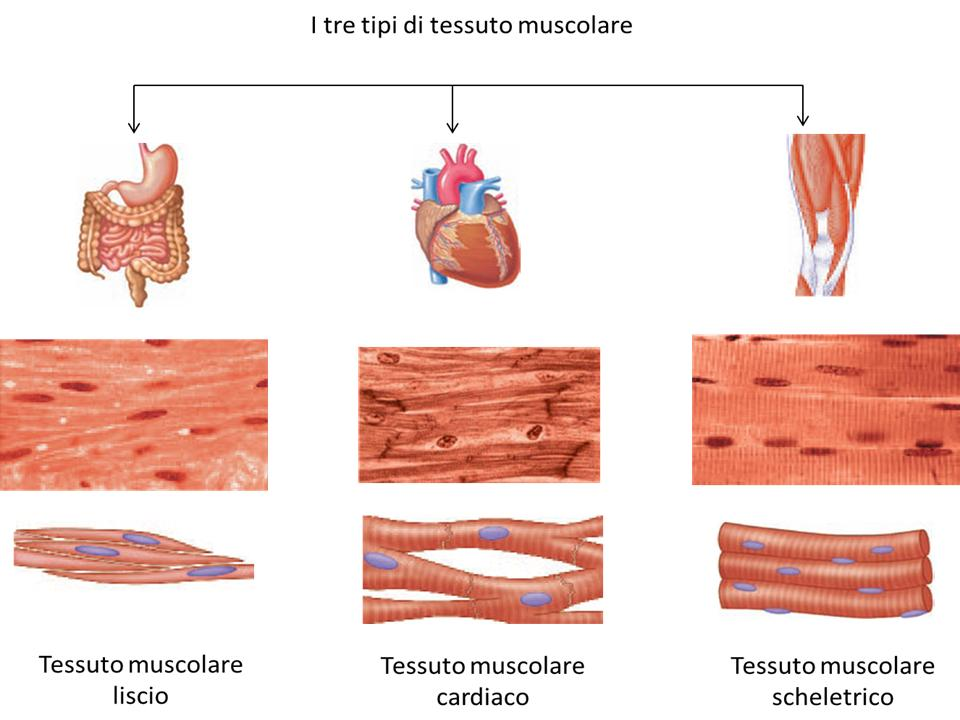 I tre tipi di tessuto muscolare
Tessuto muscolare
liscio
Tessuto muscolare
cardiaco
Tessuto muscolare
scheletrico